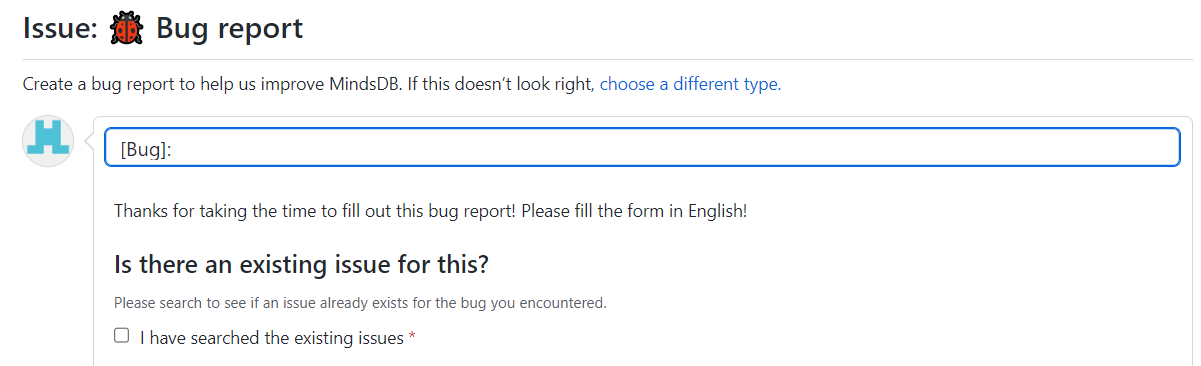 Issue: 🐞 Bug report
Create a bug report to help us improve MindsDB. If this doesn’t look right, choose a different type.
[Bug]:
Thanks for taking the time to fill out this bug report! Please fill the form in English!
Is there an existing issue for this?
Please search to see if an issue already exists for the bug you encountered.
I have searched the existing issues *